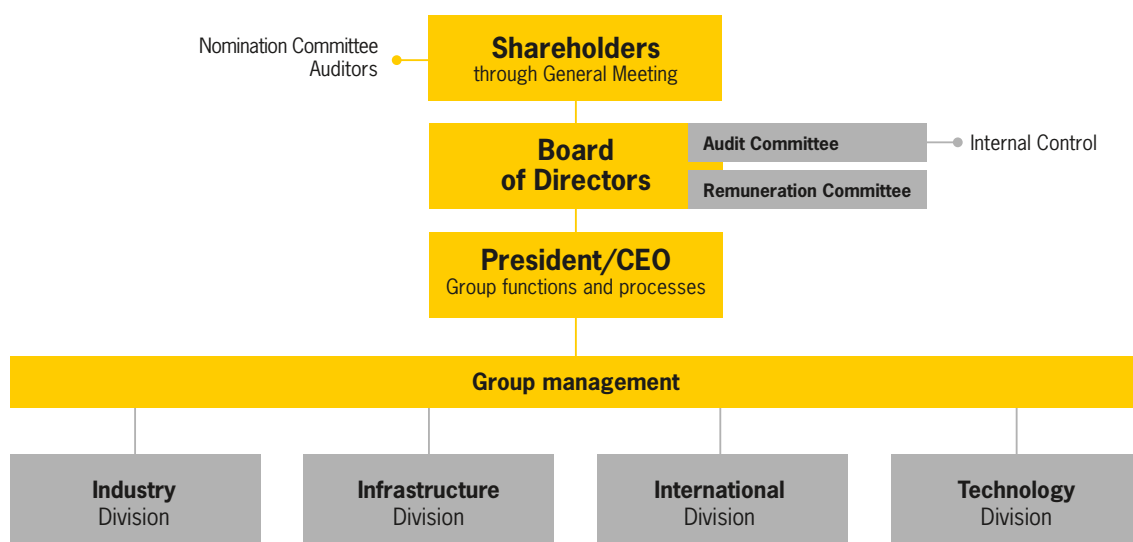 Nomination Committee
Auditors
Shareholders
through General Meeting
Board
of Directors
Audit Committee
Internal Control
Remuneration Committee
President/CEO
Group functions and processes
Group management
Industry
Division
Infrastructure
Division
International
Division
Technology
Division